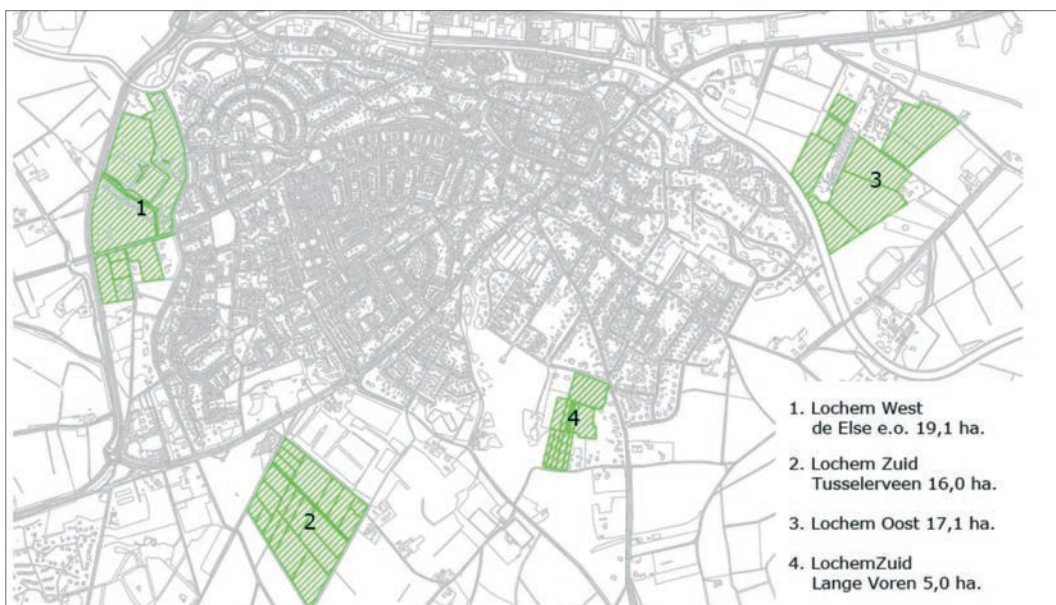 1
3
4
2
1. Lochem West
de Else e.o. 19,1 ha.
2. Lochem Zuid
Tusselerveen 16,0 ha.
3. Lochem Oost 17,1 ha.
4. LochemZuid
Lange Voren 5,0 ha.